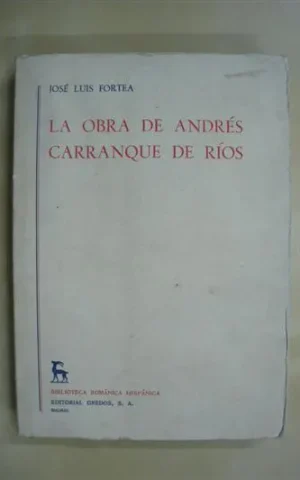 JOSÉ LUIS FORTEA
LA OBRA DE ANDRÉS
CARRANQUE DE RÍOS
BIBLIOTECA ROMÁNICA HISPÁNICA
EDITORIAL GREDOS, S. A.
MADRID